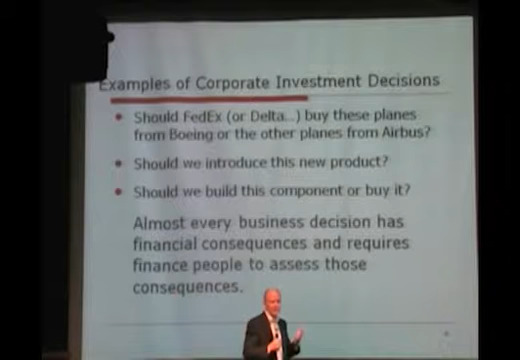 Examples of Corporate Investment Decisions
Should FedEx (or Delta...) buy these planes
from Boeing or the other planes from Airbus?
Should we introduce this new product?
Should we build this component or buy it?
Almost every business decision has
financial consequences and requires
finance people to assess those
consequences.